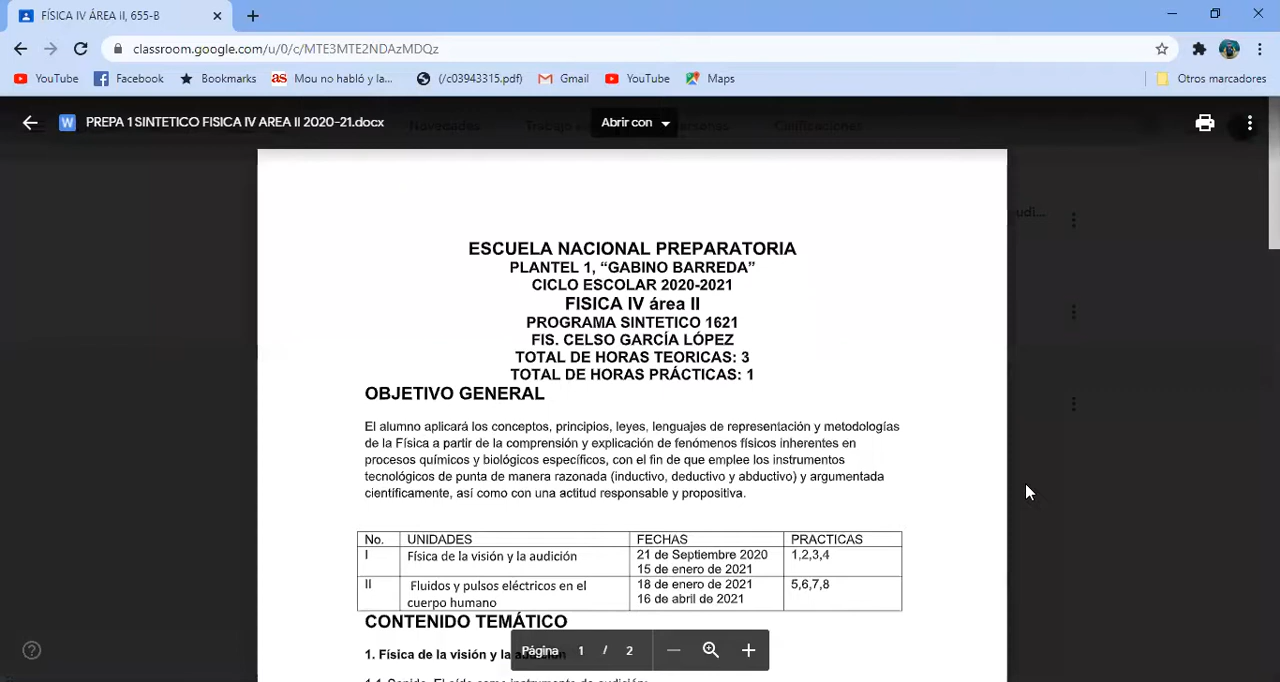 FÍSICA IV ÁREA II, 655-B
classroom.google.com/u/0/c/MTE3MTE2NDAzMDQz
YouTube Facebook Bookmarks as Mou no habló y la... (/c03943315.pdf) Gmail YouTube Maps Otros marcadores
PREPA 1 SINTETICO FISICA IV AREA II 2020-21.docx Novedades Abrir con Calificaciones
ESCUELA NACIONAL PREPARATORIA
PLANTEL 1, “GABINO BARREDA”
CICLO ESCOLAR 2020-2021
FISICA IV área II
PROGRAMA SINTETICO 1621
FIS. CELSO GARCÍA LÓPEZ
TOTAL DE HORAS TEORICAS: 3
TOTAL DE HORAS PRÁCTICAS: 1
OBJETIVO GENERAL
El alumno aplicará los conceptos, principios, leyes, lenguajes de representación y metodologías
de la Física a partir de la comprensión y explicación de fenómenos físicos inherentes en
procesos químicos y biológicos específicos, con el fin de que emplee los instrumentos
tecnológicos de punta de manera razonada (inductivo, deductivo y abductivo) y argumentada
científicamente, así como con una actitud responsable y propositiva.
No. UNIDADES FECHAS PRACTICAS
I Física de la visión y la audición 21 de Septiembre 2020 1,2,3,4
15 de enero de 2021
II Fluidos y pulsos eléctricos en el 18 de enero de 2021 5,6,7,8
cuerpo humano 16 de abril de 2021
CONTENIDO TEMÁTICO
1. Física de la visión y la audición
Página 1 / 2